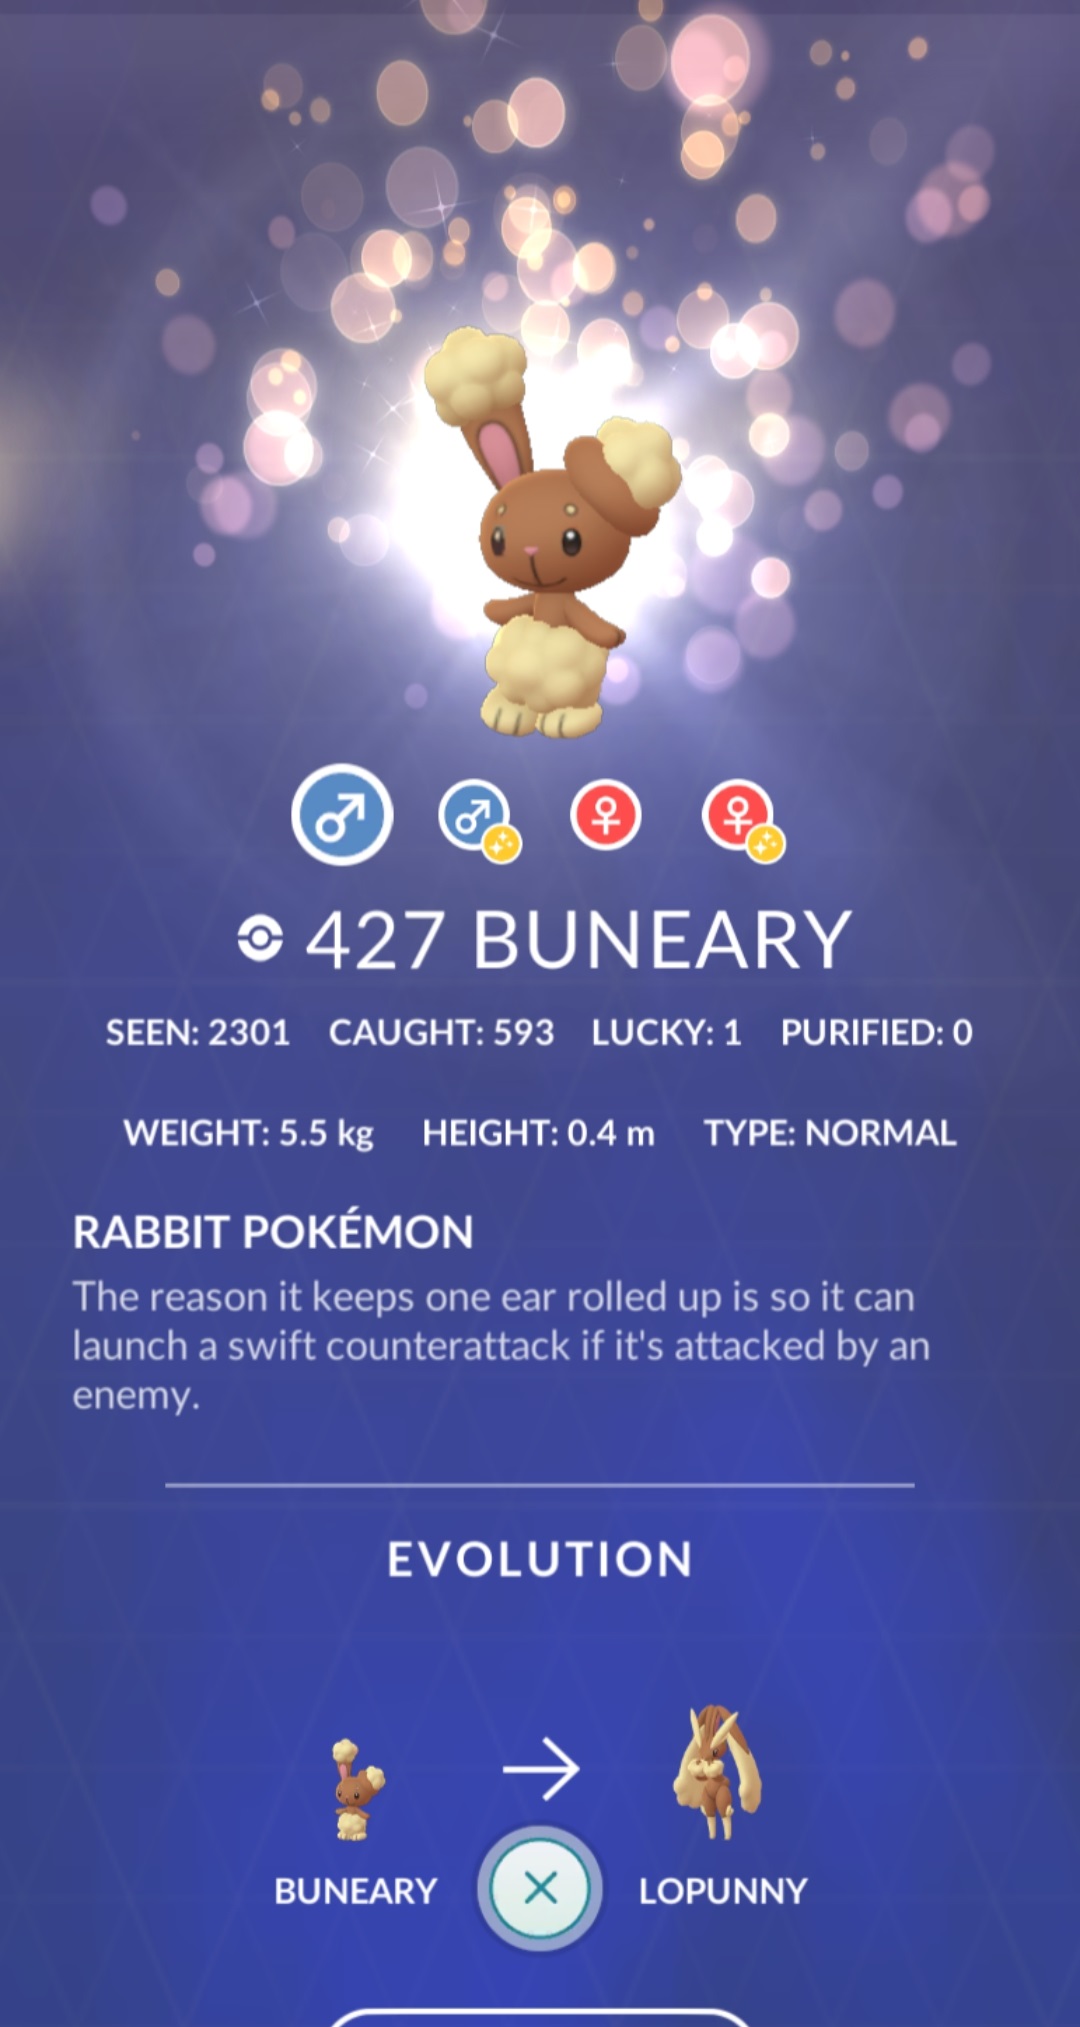 427 BUNEARY
SEEN: 2301 CAUGHT: 593 LUCKY: 1 PURIFIED: 0
WEIGHT: 5.5 kg HEIGHT: 0.4 m TYPE: NORMAL
RABBIT POKÉMON
The reason it keeps one ear rolled up is so it can
launch a swift counterattack if it's attacked by an
enemy.
EVOLUTION
BUNEARY LOPUNNY